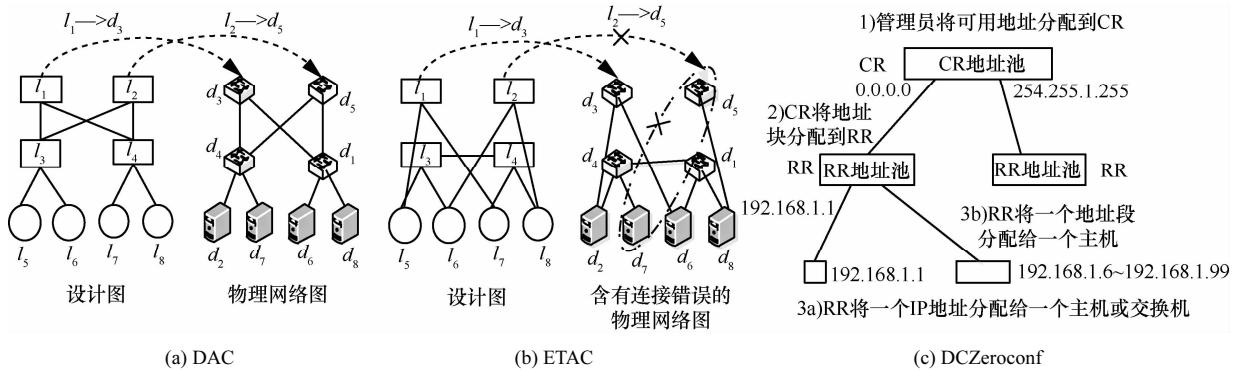 l₁—>d₃
l₂—>d₅
l₁
l₂
l₃
l₄
l₅
l₆
l₇
l₈
d₃
d₅
d₄
d₁
d₂
d₇
d₆
d₈
设计图
物理网络图
(a) DAC
l₁—>d₃
l₂—>d₅
l₁
l₂
l₃
l₄
l₅
l₆
l₇
l₈
d₃
d₅
d₄
d₁
d₂
d₇
d₆
d₈
设计图
含有连接错误的
物理网络图
(b) ETAC
1)管理员将可用地址分配到CR
CR
CR地址池
0.0.0.0
254.255.1.255
2)CR将地址
块分配到RR
RR
RR地址池
RR地址池
RR
192.168.1.1
3b)RR将一个地址段
分配给一个主机
192.168.1.1
192.168.1.6~192.168.1.99
3a)RR将一个IP地址分配给一个主机或交换机
(c) DCZeroconf